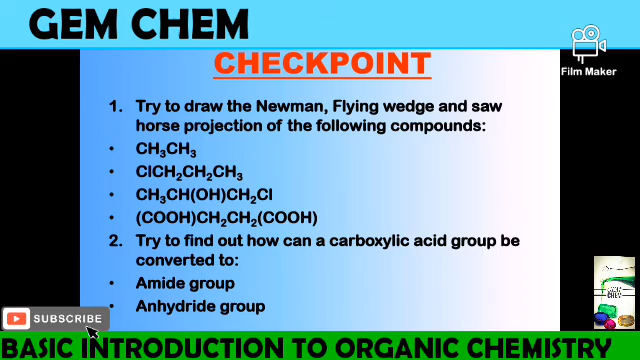 GEM CHEM
Film Maker
CHECKPOINT
1. Try to draw the Newman, Flying wedge and saw
horse projection of the following compounds:
• CH₃CH₃
• ClCH₂CH₂CH₃
• CH₃CH(OH)CH₂Cl
• (COOH)CH₂CH₂(COOH)
2. Try to find out how can a carboxylic acid group be
converted to:
• Amide group
• Anhydride group
SUBSCRIBE
BASIC INTRODUCTION TO ORGANIC CHEMISTRY